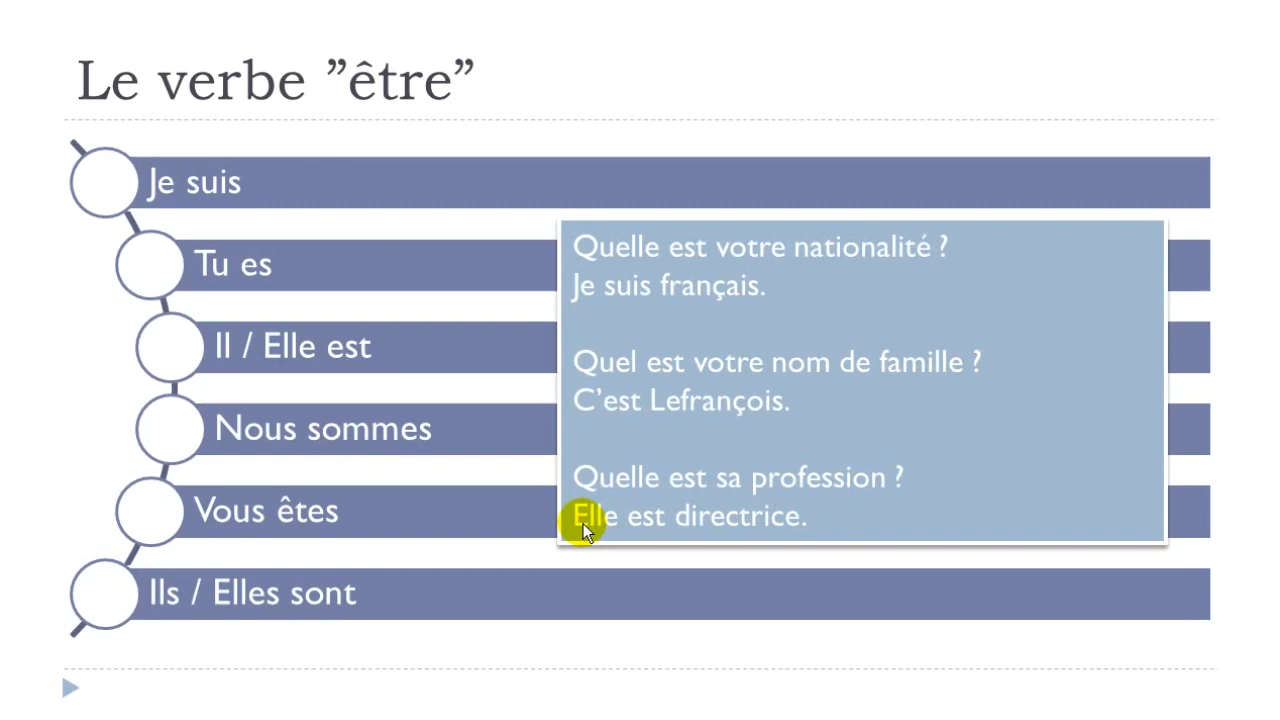 Le verbe ”être”
Je suis
Tu es
Il / Elle est
Nous sommes
Vous êtes
Ils / Elles sont
Quelle est votre nationalité ?
Je suis français.
Quel est votre nom de famille ?
C’est Lefrançois.
Quelle est sa profession ?
Elle est directrice.